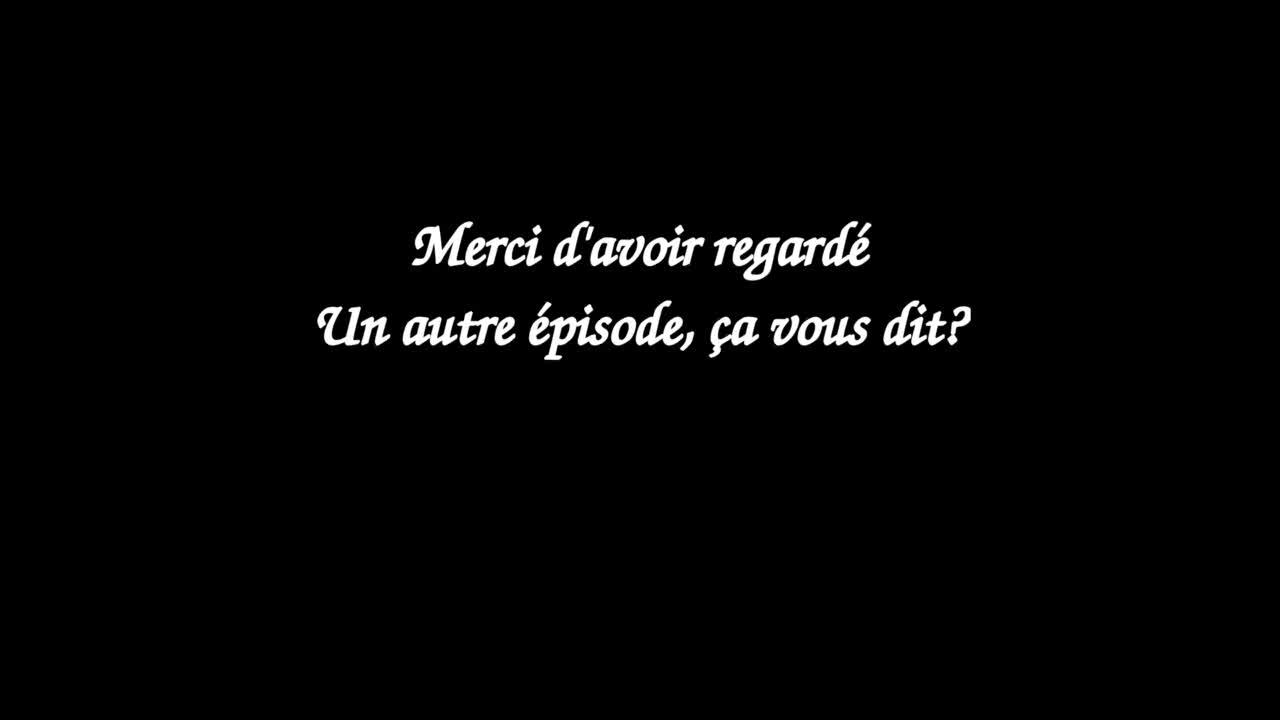 Merci d'avoir regardé
Un autre épisode, ça vous dit?